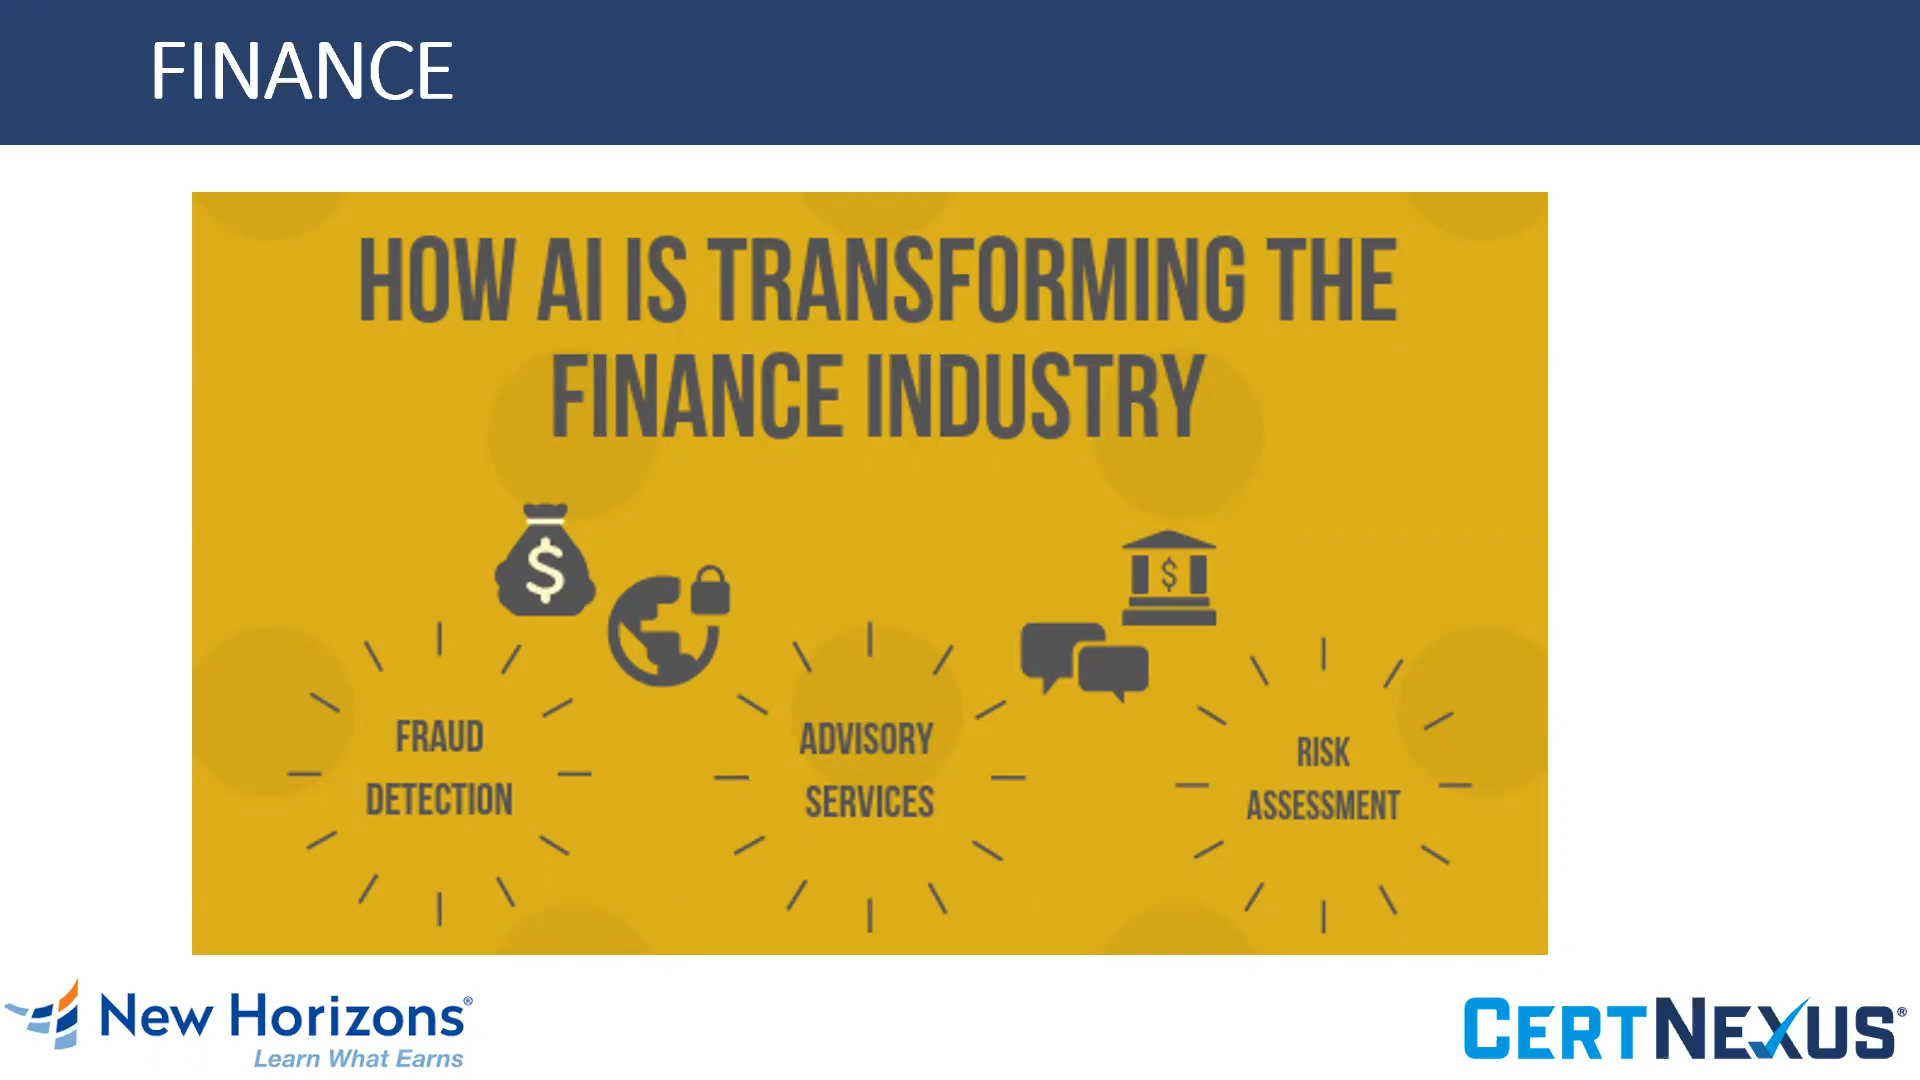 FINANCE
HOW AI IS TRANSFORMING THE
FINANCE INDUSTRY
$
$
FRAUD
DETECTION
ADVISORY
SERVICES
RISK
ASSESSMENT
New Horizons®
Learn What Earns
CERTNEXUS®